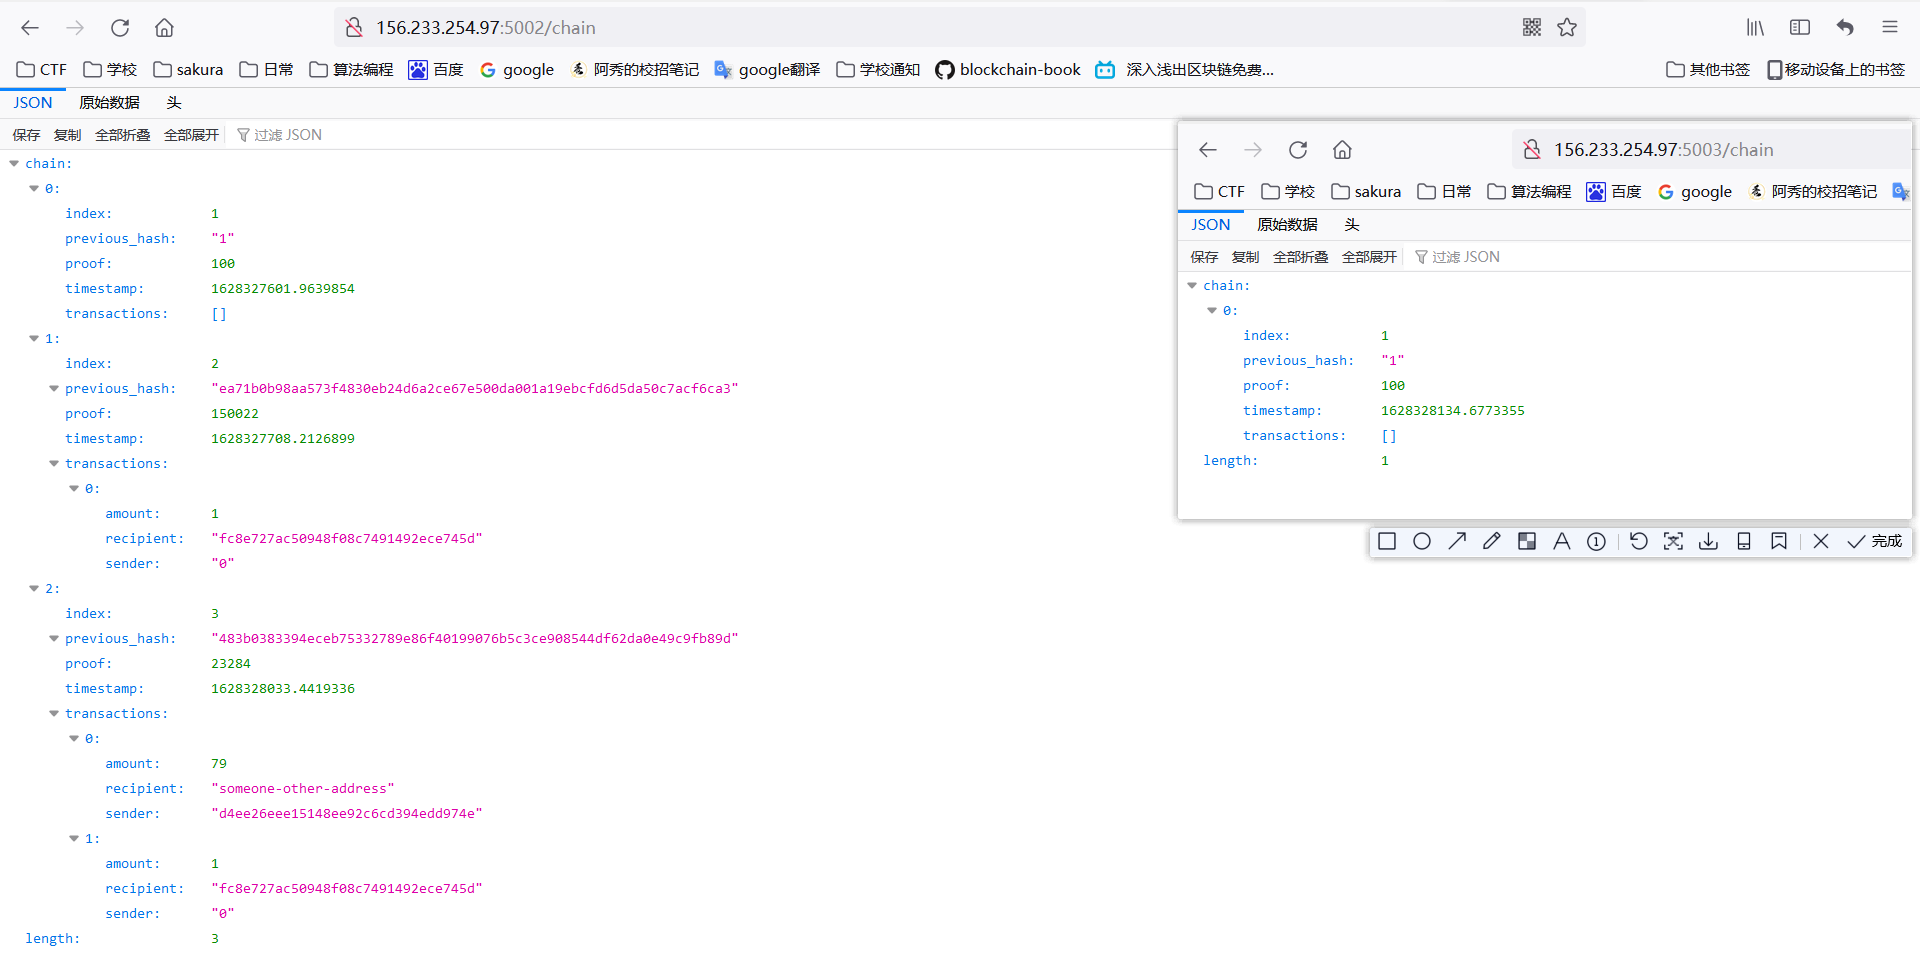 156.233.254.97:5002/chain
CTF 学校 sakura 日常 算法编程 百度 google 阿秀的校招笔记 google翻译 学校通知 blockchain-book 深入浅出区块链免费... 其他书签 移动设备上的书签
JSON 原始数据 头
保存 复制 全部折叠 全部展开 过滤 JSON
chain:
0:
index: 1
previous_hash: "1"
proof: 100
timestamp: 1628327601.9639854
transactions: []
1:
index: 2
previous_hash: "ea71b0b98aa573f4830eb24d6a2ce67e500da001a19ebcfd6d5da50c7acf6ca3"
proof: 150022
timestamp: 1628327708.2126899
transactions:
0:
amount: 1
recipient: "fc8e727ac50948f08c7491492ece745d"
sender: "0"
2:
index: 3
previous_hash: "483b0383394eceb75332789e86f40199076b5c3ce908544df62da0e49c9fb89d"
proof: 23284
timestamp: 1628328033.4419336
transactions:
0:
amount: 79
recipient: "someone-other-address"
sender: "d4ee26eee15148ee92c6cd394edd974e"
1:
amount: 1
recipient: "fc8e727ac50948f08c7491492ece745d"
sender: "0"
length: 3
156.233.254.97:5003/chain
CTF 学校 sakura 日常 算法编程 百度 google 阿秀的校招笔记
JSON 原始数据 头
保存 复制 全部折叠 全部展开 过滤 JSON
chain:
0:
index: 1
previous_hash: "1"
proof: 100
timestamp: 1628328134.6773355
transactions: []
length: 1
完成